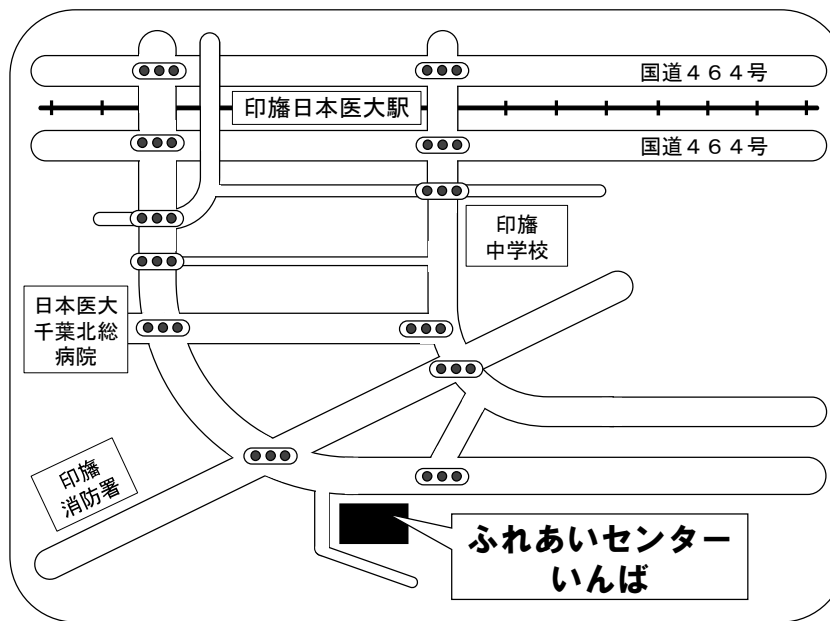 国道４６４号
印旛日本医大駅
国道４６４号
印旛
中学校
日本医大
千葉北総
病院
印旛
消防署
ふれあいセンター
いんば